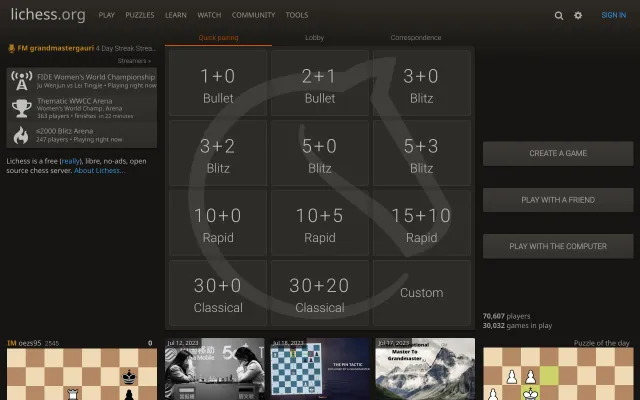 lichess.org PLAY PUZZLES LEARN WATCH COMMUNITY TOOLS SIGN IN
FM grandmastergauri 4 Day Streak Strea...
Streamers »
FIDE Women's World Championship
Ju Wenjun vs Lei Tingjie • Playing right now
Thematic WWCC Arena
Women's World Champ. Arena
363 players • finishes in 22 minutes
≤2000 Blitz Arena
247 players • Playing right now
Lichess is a free (really), libre, no-ads, open
source chess server. About Lichess...
Quick pairing Lobby Correspondence
1+0
Bullet
2+1
Bullet
3+0
Blitz
3+2
Blitz
5+0
Blitz
5+3
Blitz
10+0
Rapid
10+5
Rapid
15+10
Rapid
30+0
Classical
30+20
Classical
Custom
CREATE A GAME
PLAY WITH A FRIEND
PLAY WITH THE COMPUTER
70,607 players
30,032 games in play
IM oezs95 2545 0
Jul 12, 2023
Jul 18, 2023
THE PIN TACTIC
Jul 17, 2023
Master To
Grandmaster
Puzzle of the day